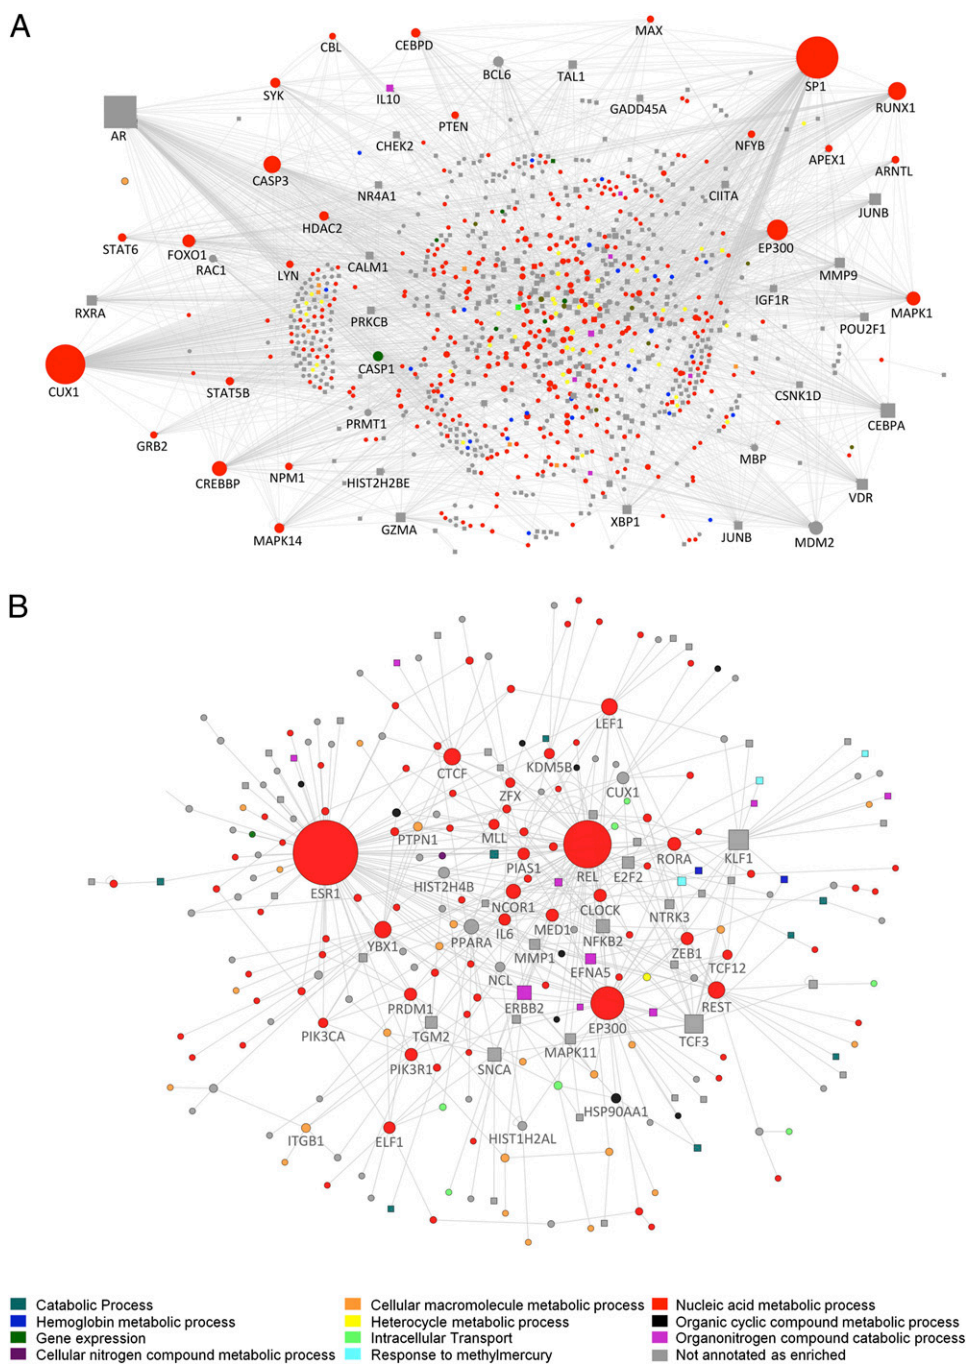 A
MAX
CBL
CEBPD
SP1
BCL6
TAL1
SYK
IL10
GADD45A
RUNX1
AR
PTEN
CHEK2
NFYB
APEX1
CASP3
NR4A1
CIITA
ARNTL
JUNB
HDAC2
STAT6
FOXO1
RAC1
LYN
CALM1
EP300
MMP9
IGF1R
RXRA
PRKCB
MAPK1
POU2F1
CUX1
CASP1
STAT5B
CSNK1D
PRMT1
CEBPA
GRB2
MBP
CREBBP
NPM1
HIST2H2BE
VDR
MAPK14
GZMA
XBP1
JUNB
MDM2
B
LEF1
CTCF
KDM5B
CUX1
ZFX
PTPN1
MLL
ESR1
PIAS1
REL
E2F2
RORA
KLF1
HIST2H4B
NCOR1
CLOCK
NTRK3
YBX1
PPARA
IL6
MED1
NFKB2
MMP1
ZEB1
TCF12
NCL
EFNA5
PRDM1
ERBB2
REST
EP300
PIK3CA
TGM2
TCF3
MAPK11
PIK3R1
SNCA
HSP90AA1
ITGB1
ELF1
HIST1H2AL
Catabolic Process
Hemoglobin metabolic process
Gene expression
Cellular nitrogen compound metabolic process
Cellular macromolecule metabolic process
Heterocycle metabolic process
Intracellular Transport
Response to methylmercury
Nucleic acid metabolic process
Organic cyclic compound metabolic process
Organonitrogen compound catabolic process
Not annotated as enriched